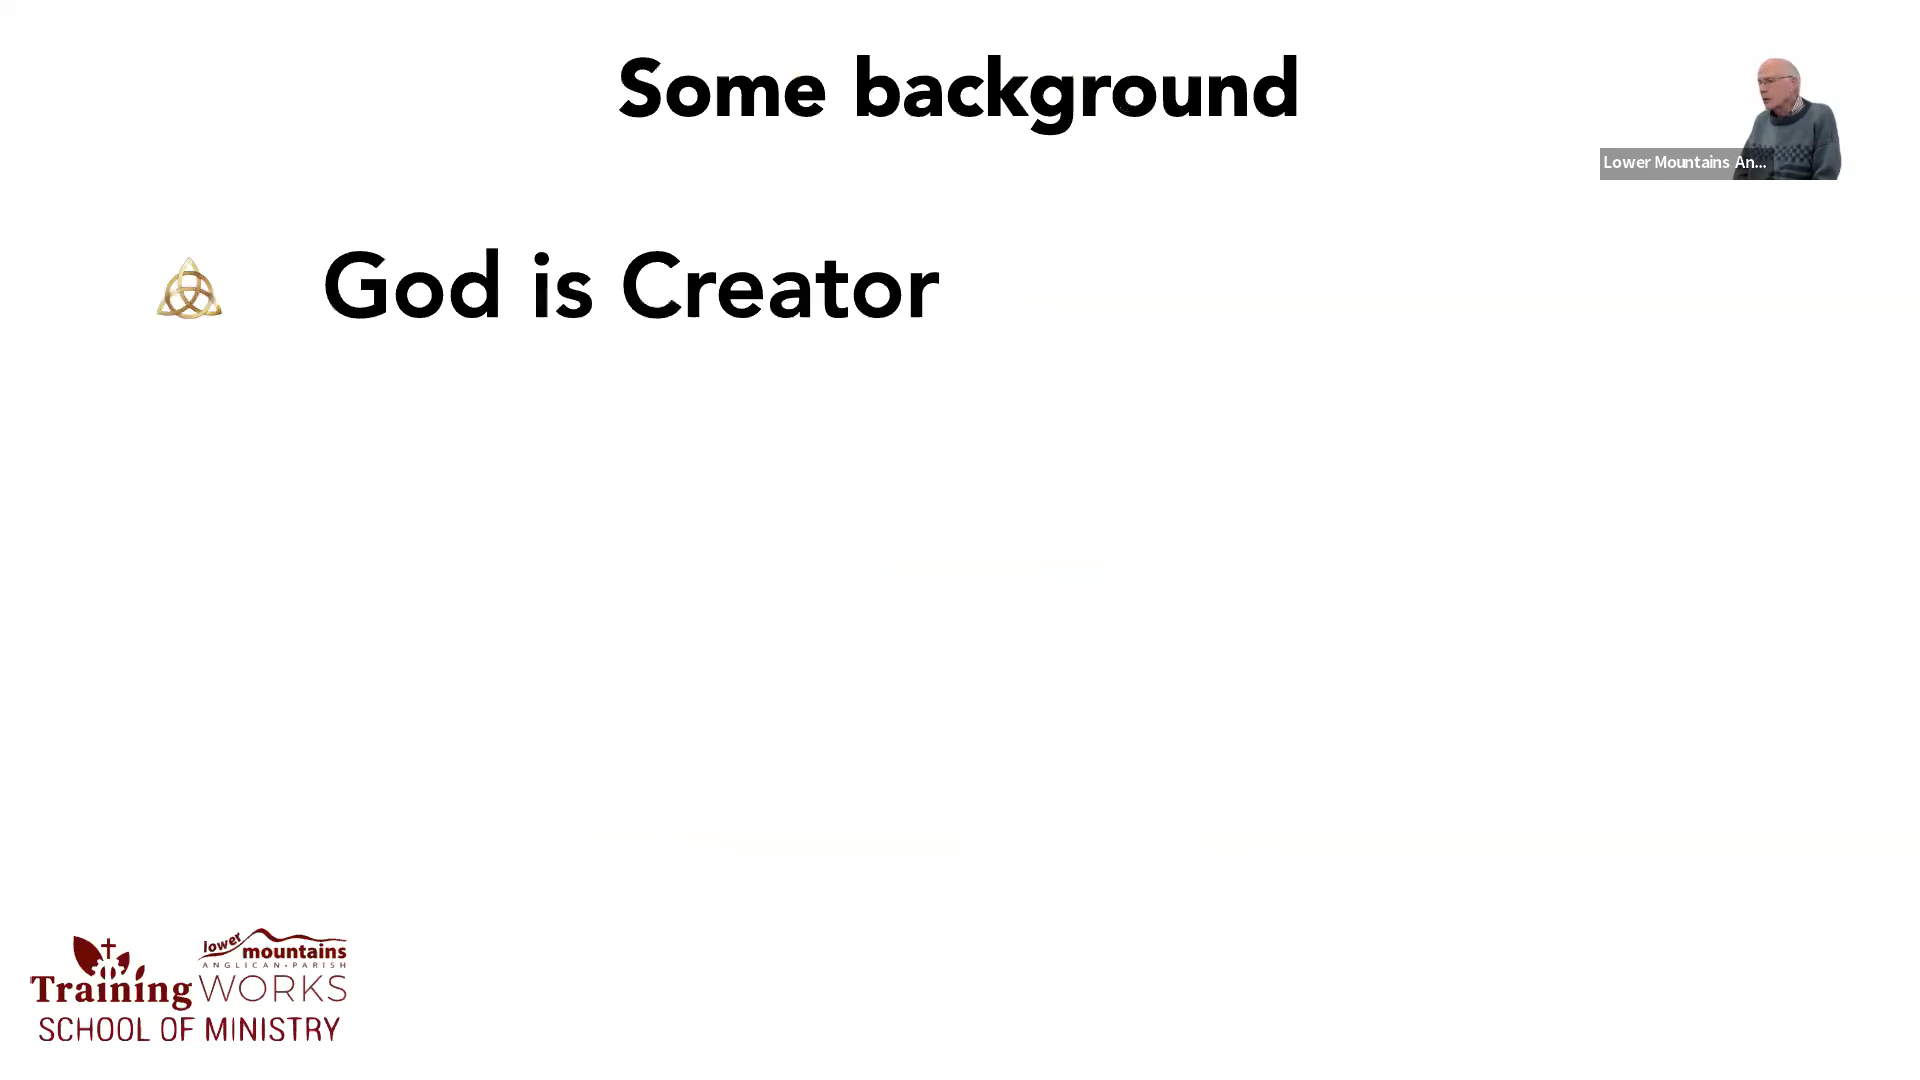 Some background
Lower Mountains An...
God is Creator
lower
mountains
ANGLICAN•PARISH
Training WORKS
SCHOOL OF MINISTRY